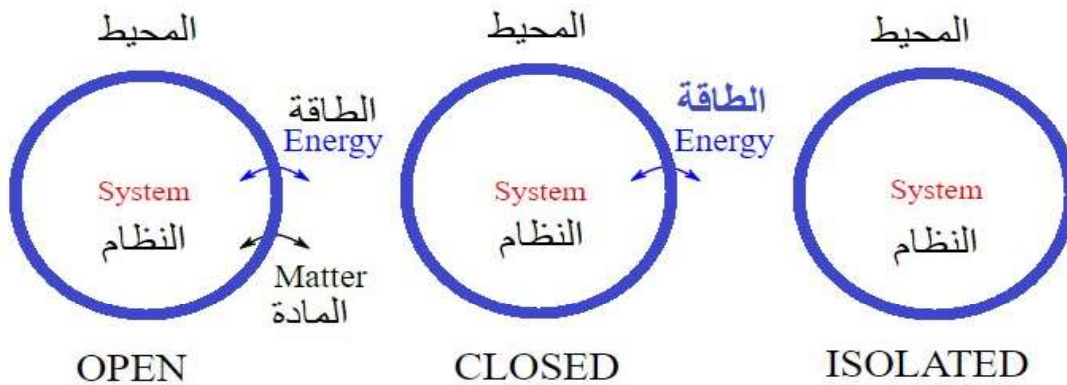 المحيط
الطاقة
Energy
System
النظام
Matter
المادة
OPEN
المحيط
الطاقة
Energy
System
النظام
CLOSED
المحيط
System
النظام
ISOLATED